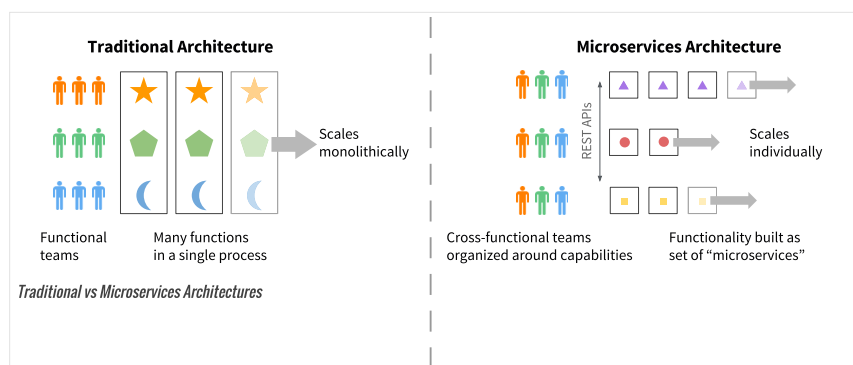 Traditional Architecture
Scales
monolithically
Functional
teams
Many functions
in a single process
Traditional vs Microservices Architectures
Microservices Architecture
REST APIs
Scales
individually
Cross-functional teams
organized around capabilities
Functionality built as
set of “microservices”